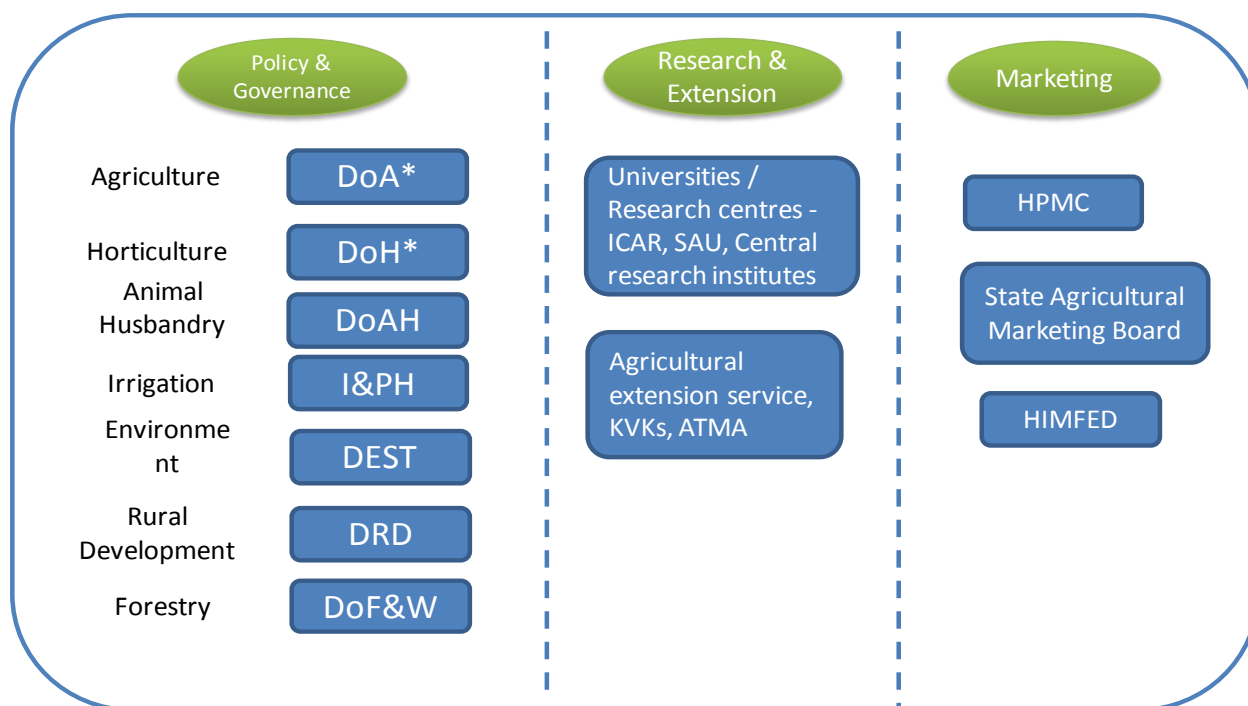 Policy &
Governance
Agriculture
DoA*
Horticulture
DoH*
Animal
Husbandry
DoAH
Irrigation
I&PH
Environme
nt
DEST
Rural
Development
DRD
Forestry
DoF&W
Research &
Extension
Universities /
Research centres -
ICAR, SAU, Central
research institutes
Agricultural
extension service,
KVKs, ATMA
Marketing
HPMC
State Agricultural
Marketing Board
HIMFED